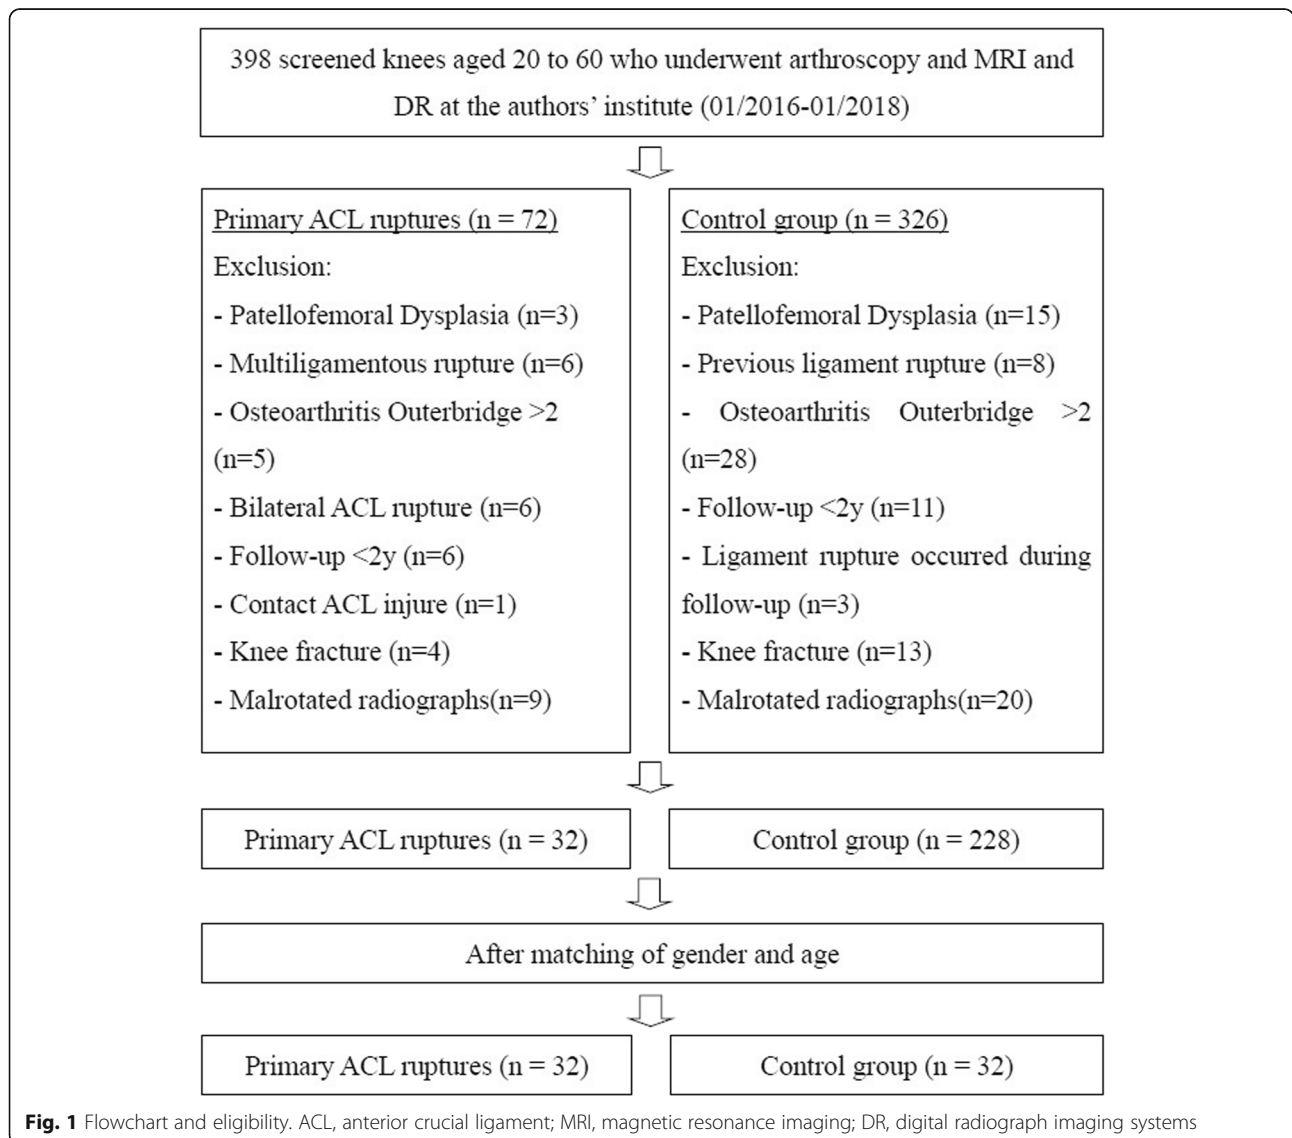 398 screened knees aged 20 to 60 who underwent arthroscopy and MRI and
DR at the authors' institute (01/2016-01/2018)
Primary ACL ruptures (n = 72)
Exclusion:
- Patellofemoral Dysplasia (n=3)
- Multiligamentous rupture (n=6)
- Osteoarthritis Outerbridge >2
(n=5)
- Bilateral ACL rupture (n=6)
- Follow-up <2y (n=6)
- Contact ACL injure (n=1)
- Knee fracture (n=4)
- Malrotated radiographs(n=9)
Control group (n = 326)
Exclusion:
- Patellofemoral Dysplasia (n=15)
- Previous ligament rupture (n=8)
- Osteoarthritis Outerbridge >2
(n=28)
- Follow-up <2y (n=11)
- Ligament rupture occurred during
follow-up (n=3)
- Knee fracture (n=13)
- Malrotated radiographs(n=20)
Primary ACL ruptures (n = 32)
Control group (n = 228)
After matching of gender and age
Primary ACL ruptures (n = 32)
Control group (n = 32)
Fig. 1 Flowchart and eligibility. ACL, anterior crucial ligament; MRI, magnetic resonance imaging; DR, digital radiograph imaging systems